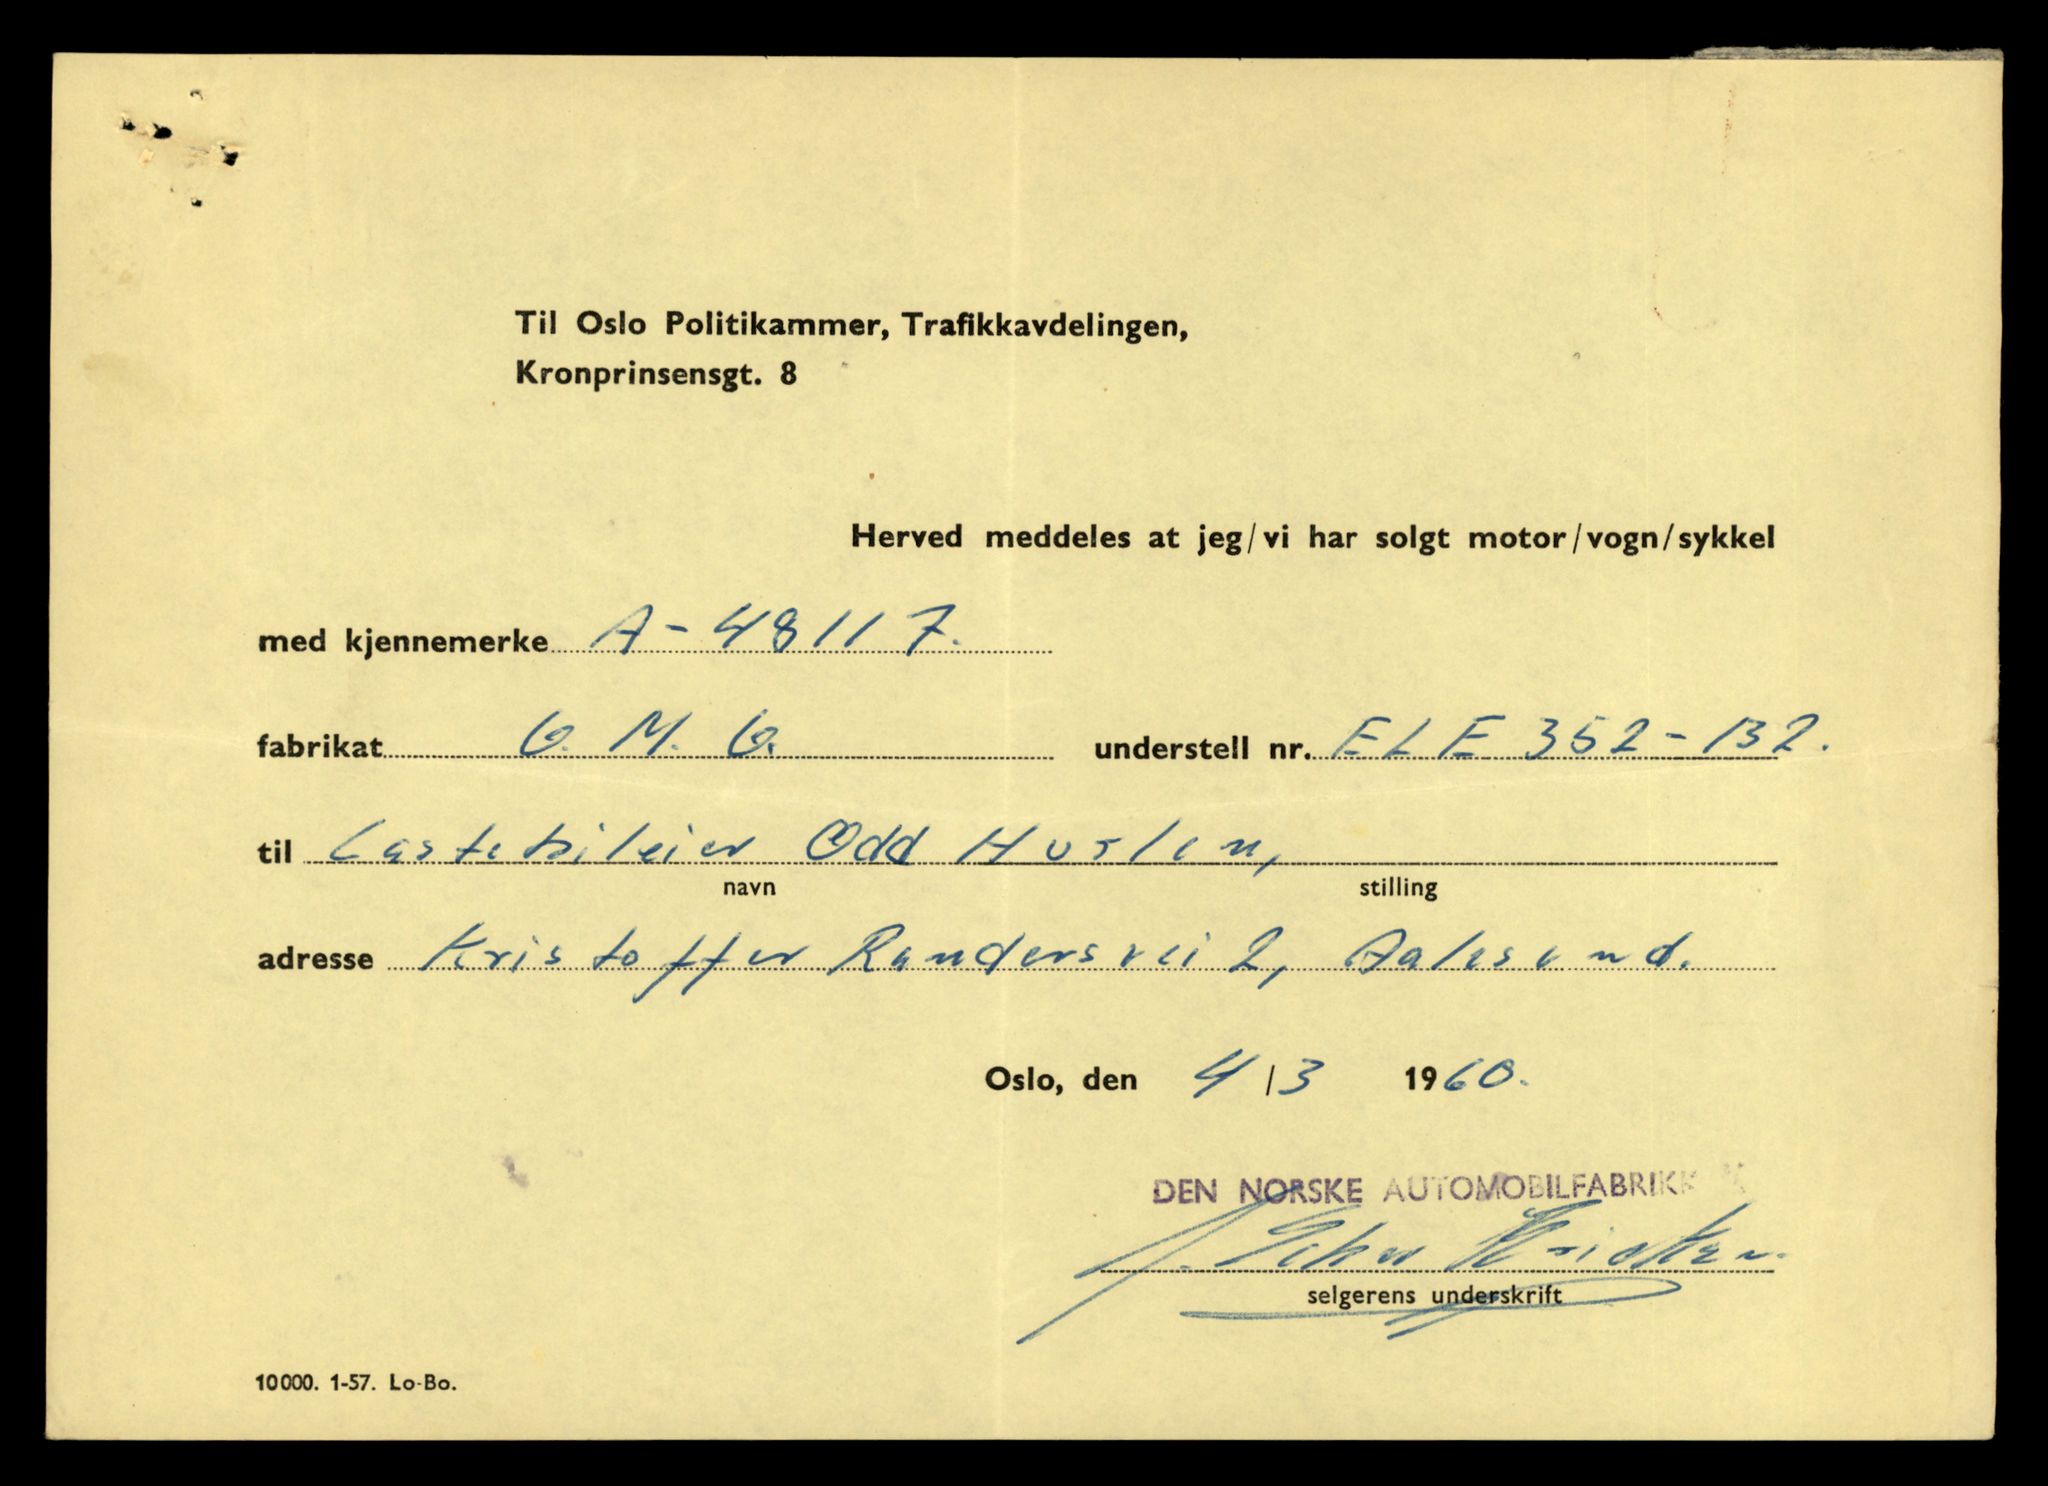 Til Oslo Politikammer, Trafikkavdelingen,
Kronprinsensgt. 8
Herved meddeles at jeg/vi har solgt motor/vogn/sykkel
med kjennemerke A-48117.
fabrikat G. M. G. understell nr. ELE 352-132.
til Lastebileier Odd Hurlen,
navn stilling
adresse Kristoffer Randersvei 2, Aalesund.
Oslo, den 4/3 1960.
DEN NORSKE AUTOMOBILFABRIKK
selgerens underskrift
10000. 1-57. Lo-Bo.